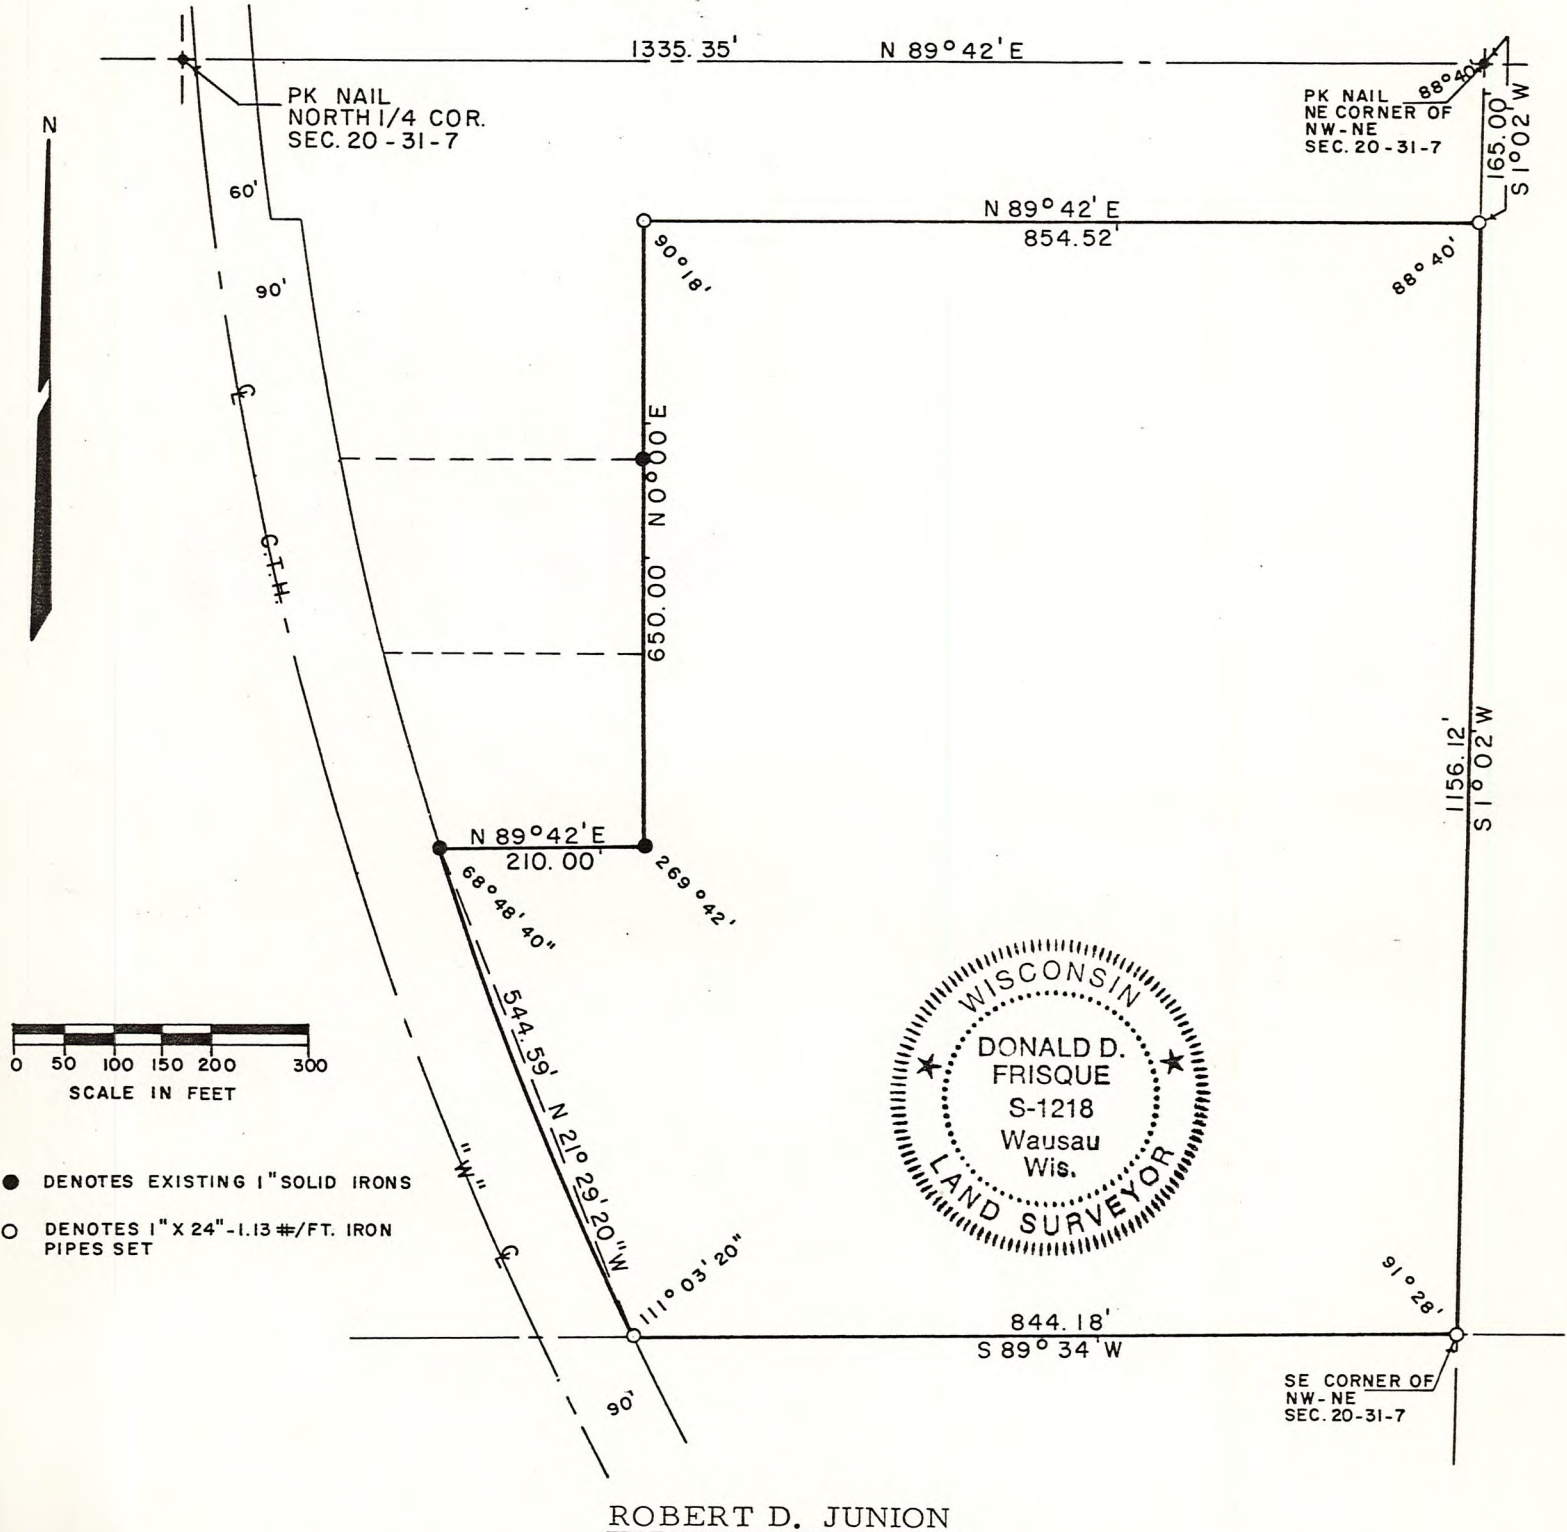 1335.35' N 89°42' E
PK NAIL
NORTH 1/4 COR.
SEC. 20-31-7
88°40'
PK NAIL
NE CORNER OF
NW-NE
SEC. 20-31-7
165.00'
S 1°02' W
N
60'
90'
N 89°42' E
854.52'
90°18'
88°40'
650.00' N 0°00' E
C.T.H.
1156.12'
S 1°02' W
N 89°42' E
210.00'
68°48'40"
269°42'
544.59' N 21°29'20" W
"W"
0 50 100 150 200 300
SCALE IN FEET
● DENOTES EXISTING 1" SOLID IRONS
○ DENOTES 1" X 24"-1.13 #/FT. IRON
PIPES SET
WISCONSIN
DONALD D.
FRISQUE
S-1218
Wausau
Wis.
LAND SURVEYOR
111°03'20"
91°28'
844.18'
S 89°34' W
90'
SE CORNER OF
NW-NE
SEC. 20-31-7
ROBERT D. JUNION